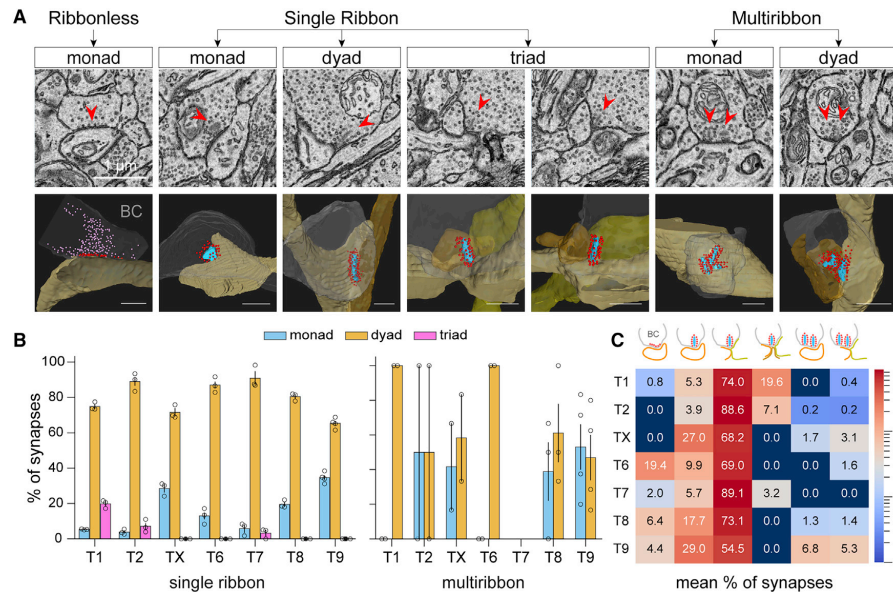 A
Ribbonless
Single Ribbon
Multiribbon
monad
monad
dyad
triad
monad
dyad
1 µm
BC
B
monad
dyad
triad
% of synapses
100
80
60
40
20
0
T1 T2 TX T6 T7 T8 T9
single ribbon
T1 T2 TX T6 T7 T8 T9
multiribbon
C
BC
T1 0.8 5.3 74.0 19.6 0.0 0.4
T2 0.0 3.9 88.6 7.1 0.2 0.2
TX 0.0 27.0 68.2 0.0 1.7 3.1
T6 19.4 9.9 69.0 0.0 0.0 1.6
T7 2.0 5.7 89.1 3.2 0.0 0.0
T8 6.4 17.7 73.1 0.0 1.3 1.4
T9 4.4 29.0 54.5 0.0 6.8 5.3
mean % of synapses